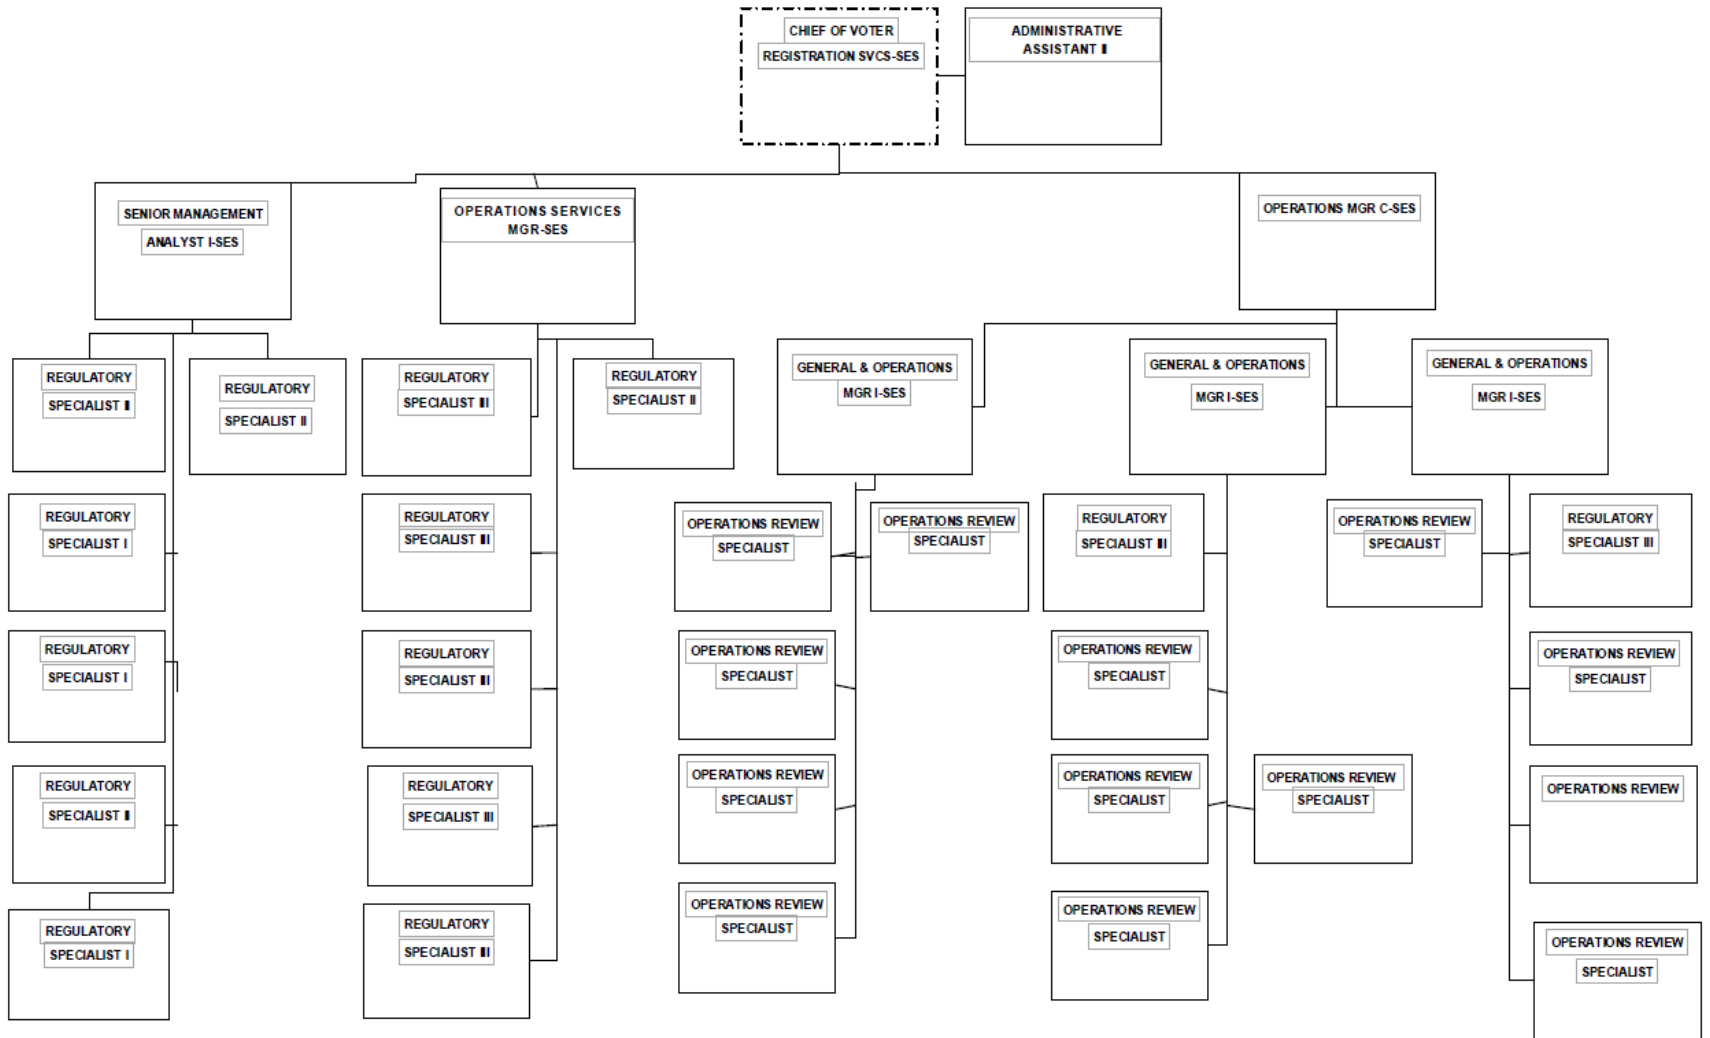 CHIEF OF VOTER
REGISTRATION SVCS-SES
ADMINISTRATIVE
ASSISTANT II
SENIOR MANAGEMENT
ANALYST I-SES
OPERATIONS SERVICES
MGR-SES
OPERATIONS MGR C-SES
REGULATORY
SPECIALIST II
REGULATORY
SPECIALIST II
REGULATORY
SPECIALIST III
REGULATORY
SPECIALIST II
GENERAL & OPERATIONS
MGR I-SES
GENERAL & OPERATIONS
MGR I-SES
GENERAL & OPERATIONS
MGR I-SES
REGULATORY
SPECIALIST I
REGULATORY
SPECIALIST III
OPERATIONS REVIEW
SPECIALIST
OPERATIONS REVIEW
SPECIALIST
REGULATORY
SPECIALIST III
OPERATIONS REVIEW
SPECIALIST
REGULATORY
SPECIALIST III
REGULATORY
SPECIALIST I
REGULATORY
SPECIALIST III
OPERATIONS REVIEW
SPECIALIST
OPERATIONS REVIEW
SPECIALIST
OPERATIONS REVIEW
SPECIALIST
REGULATORY
SPECIALIST II
REGULATORY
SPECIALIST III
OPERATIONS REVIEW
SPECIALIST
OPERATIONS REVIEW
SPECIALIST
OPERATIONS REVIEW
SPECIALIST
OPERATIONS REVIEW
REGULATORY
SPECIALIST I
REGULATORY
SPECIALIST III
OPERATIONS REVIEW
SPECIALIST
OPERATIONS REVIEW
SPECIALIST
OPERATIONS REVIEW
SPECIALIST